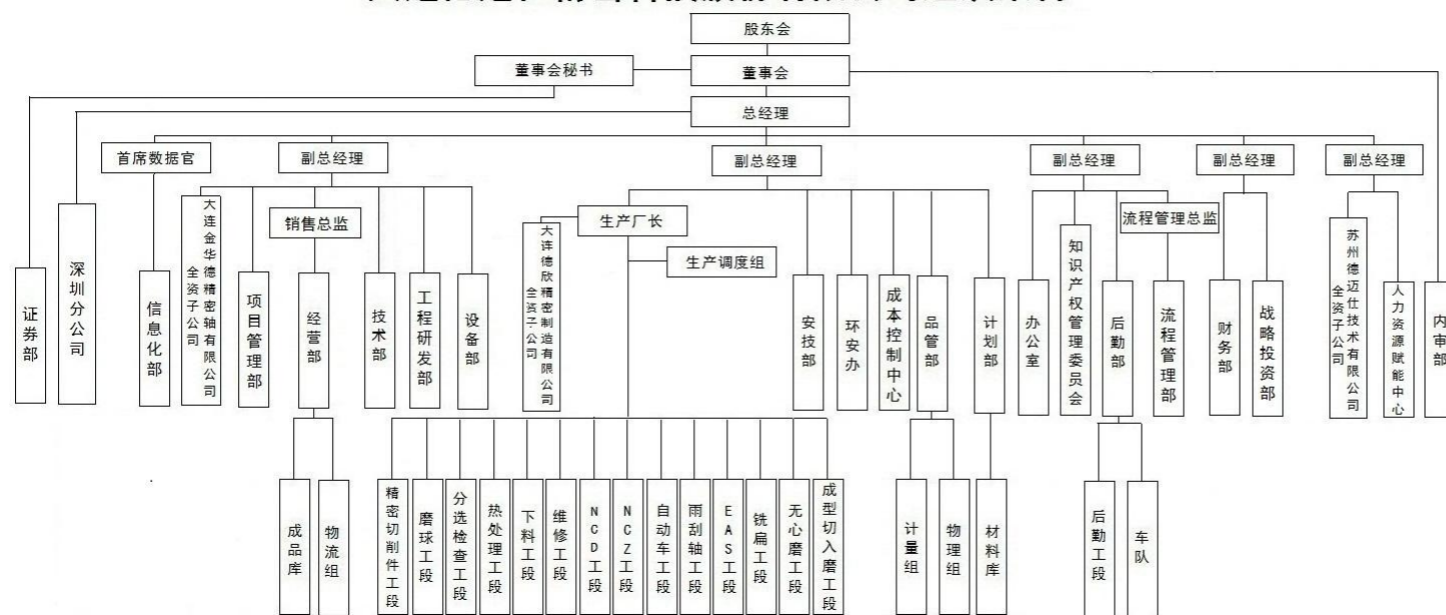 股东会
董事会秘书
董事会
总经理
首席数据官
副总经理
副总经理
副总经理
副总经理
副总经理
销售总监
生产厂长
流程管理总监
生产调度组
证券部
深圳分公司
信息化部
大连金华德精密轴有限公司
全资子公司
项目管理部
经营部
技术部
工程研发部
设备部
大连德欣精密制造有限公司
全资子公司
安技部
环安办
成本控制中心
品管部
计划部
办公室
知识产权管理委员会
后勤部
流程管理部
财务部
战略投资部
苏州德迈仕技术有限公司
全资子公司
人力资源赋能中心
内审部
成品库
物流组
精密切削件工段
磨球工段
分选检查工段
热处理工段
下料工段
维修工段
NCD工段
NCZ工段
自动车工段
雨刮轴工段
EAS工段
铣扁工段
无心磨工段
成型切入磨工段
计量组
物理组
材料库
后勤工段
车队